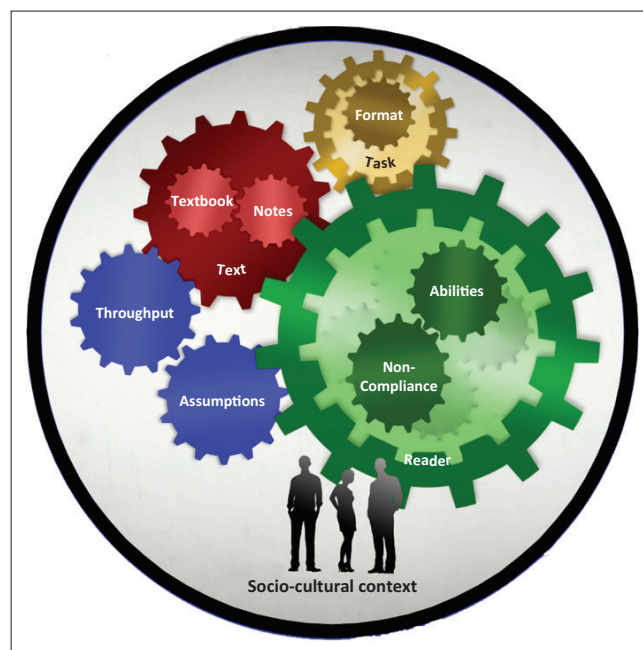 Format
Task
Textbook
Notes
Text
Abilities
Throughput
Non-
Compliance
Assumptions
Reader
Socio-cultural context